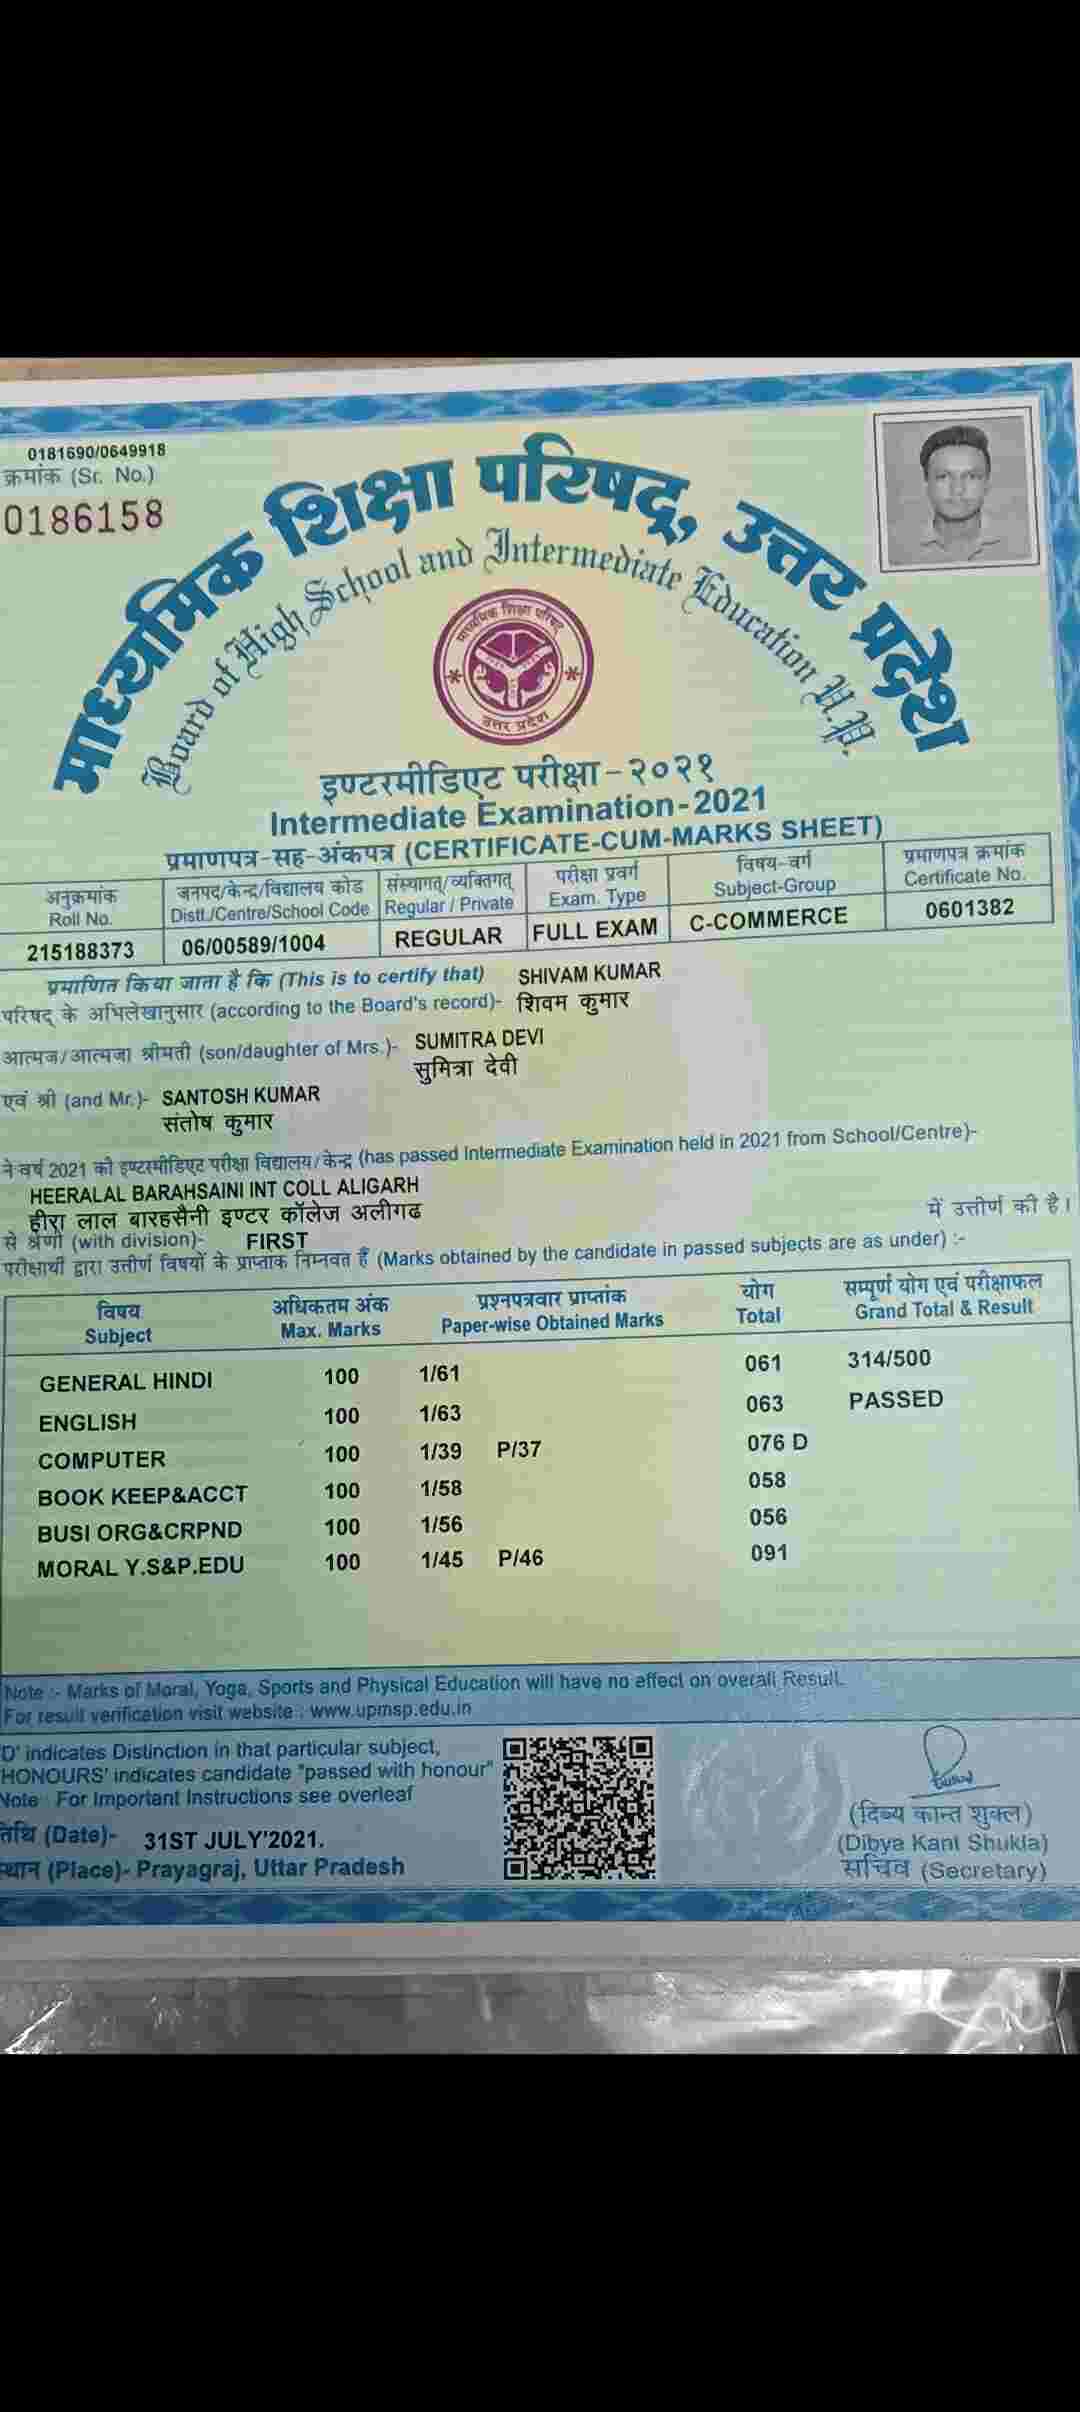 0181690/0649918
क्रमांक (Sr. No.)
0186158
माध्यमिक शिक्षा परिषद्, उत्तर प्रदेश
Board of High School and Intermediate Education U.P.
माध्यमिक शिक्षा परिषद्
उत्तर प्रदेश
इण्टरमीडिएट परीक्षा-२०२१
Intermediate Examination-2021
प्रमाणपत्र-सह-अंकपत्र (CERTIFICATE-CUM-MARKS SHEET)
अनुक्रमांक जनपद/केन्द्र/विद्यालय कोड संस्थागत्/व्यक्तिगत् परीक्षा प्रवर्ग विषय-वर्ग प्रमाणपत्र क्रमांक
Roll No. Distt./Centre/School Code Regular / Private Exam. Type Subject-Group Certificate No.
215188373 06/00589/1004 REGULAR FULL EXAM C-COMMERCE 0601382
प्रमाणित किया जाता है कि (This is to certify that) SHIVAM KUMAR
परिषद् के अभिलेखानुसार (according to the Board's record)- शिवम कुमार
आत्मज/आत्मजा श्रीमती (son/daughter of Mrs.)- SUMITRA DEVI
सुमित्रा देवी
एवं श्री (and Mr.)- SANTOSH KUMAR
संतोष कुमार
ने वर्ष 2021 की इण्टरमीडिएट परीक्षा विद्यालय/केन्द्र (has passed Intermediate Examination held in 2021 from School/Centre)-
HEERALAL BARAHSAINI INT COLL ALIGARH
हीरा लाल बारहसैनी इण्टर कॉलेज अलीगढ में उत्तीर्ण की है।
से श्रेणी (with division)- FIRST
परीक्षार्थी द्वारा उत्तीर्ण विषयों के प्राप्तांक निम्नवत हैं (Marks obtained by the candidate in passed subjects are as under) :-
विषय अधिकतम अंक प्रश्नपत्रवार प्राप्तांक योग सम्पूर्ण योग एवं परीक्षाफल
Subject Max. Marks Paper-wise Obtained Marks Total Grand Total & Result
GENERAL HINDI 100 1/61 061 314/500
ENGLISH 100 1/63 063 PASSED
COMPUTER 100 1/39 P/37 076 D
BOOK KEEP&ACCT 100 1/58 058
BUSI ORG&CRPND 100 1/56 056
MORAL Y.S&P.EDU 100 1/45 P/46 091
Note :- Marks of Moral, Yoga, Sports and Physical Education will have no effect on overall Result.
For result verification visit website : www.upmsp.edu.in
'D' indicates Distinction in that particular subject,
HONOURS' indicates candidate "passed with honour"
Note : For Important Instructions see overleaf
तिथि (Date)- 31ST JULY'2021.
स्थान (Place)- Prayagraj, Uttar Pradesh
(दिब्य कान्त शुक्ल)
(Dibya Kant Shukla)
सचिव (Secretary)